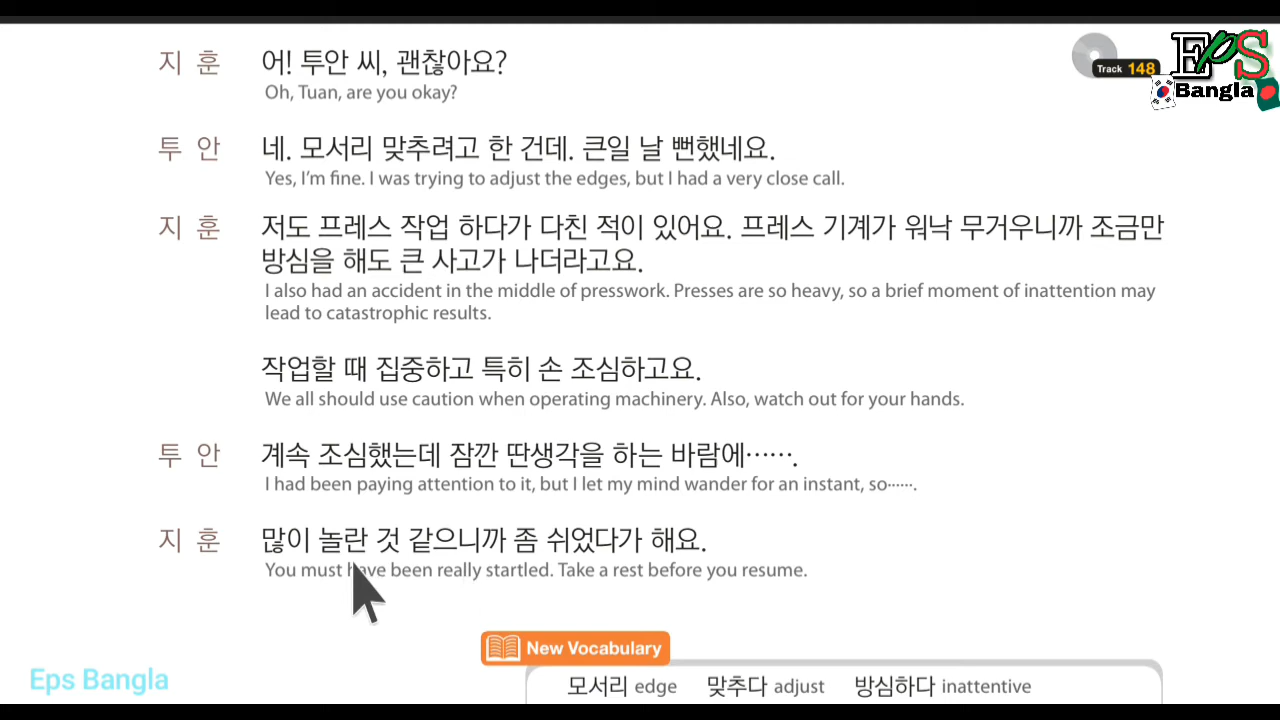 지 훈 어! 투안 씨, 괜찮아요?
Oh, Tuan, are you okay?
Track 148
EPS
Bangla
투 안 네. 모서리 맞추려고 한 건데. 큰일 날 뻔했네요.
Yes, I'm fine. I was trying to adjust the edges, but I had a very close call.
지 훈 저도 프레스 작업 하다가 다친 적이 있어요. 프레스 기계가 워낙 무거우니까 조금만
방심을 해도 큰 사고가 나더라고요.
I also had an accident in the middle of presswork. Presses are so heavy, so a brief moment of inattention may
lead to catastrophic results.
작업할 때 집중하고 특히 손 조심하고요.
We all should use caution when operating machinery. Also, watch out for your hands.
투 안 계속 조심했는데 잠깐 딴생각을 하는 바람에…….
I had been paying attention to it, but I let my mind wander for an instant, so…….
지 훈 많이 놀란 것 같으니까 좀 쉬었다가 해요.
You must have been really startled. Take a rest before you resume.
New Vocabulary
Eps Bangla
모서리 edge 맞추다 adjust 방심하다 inattentive